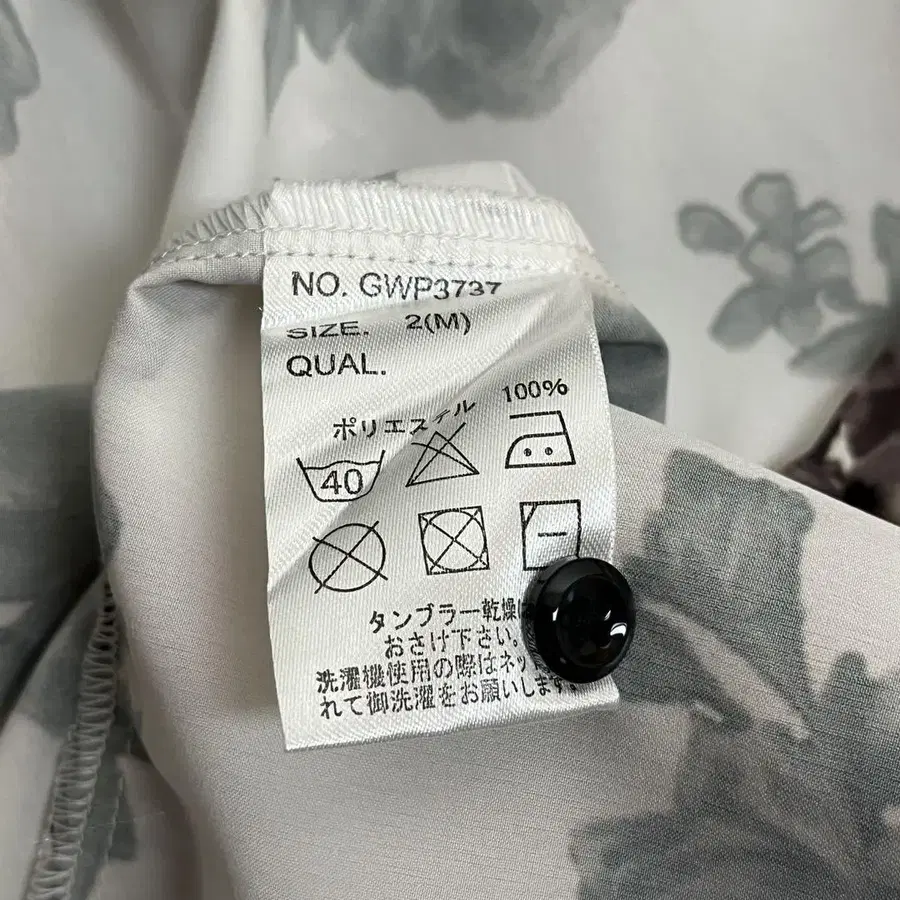 NO. GWP3737
SIZE. 2(M)
QUAL.
ポリエステル 100%
40
タンブラー乾燥は
おさけ下さい。
洗濯機使用の際はネッ
れて御洗濯をお願いします。